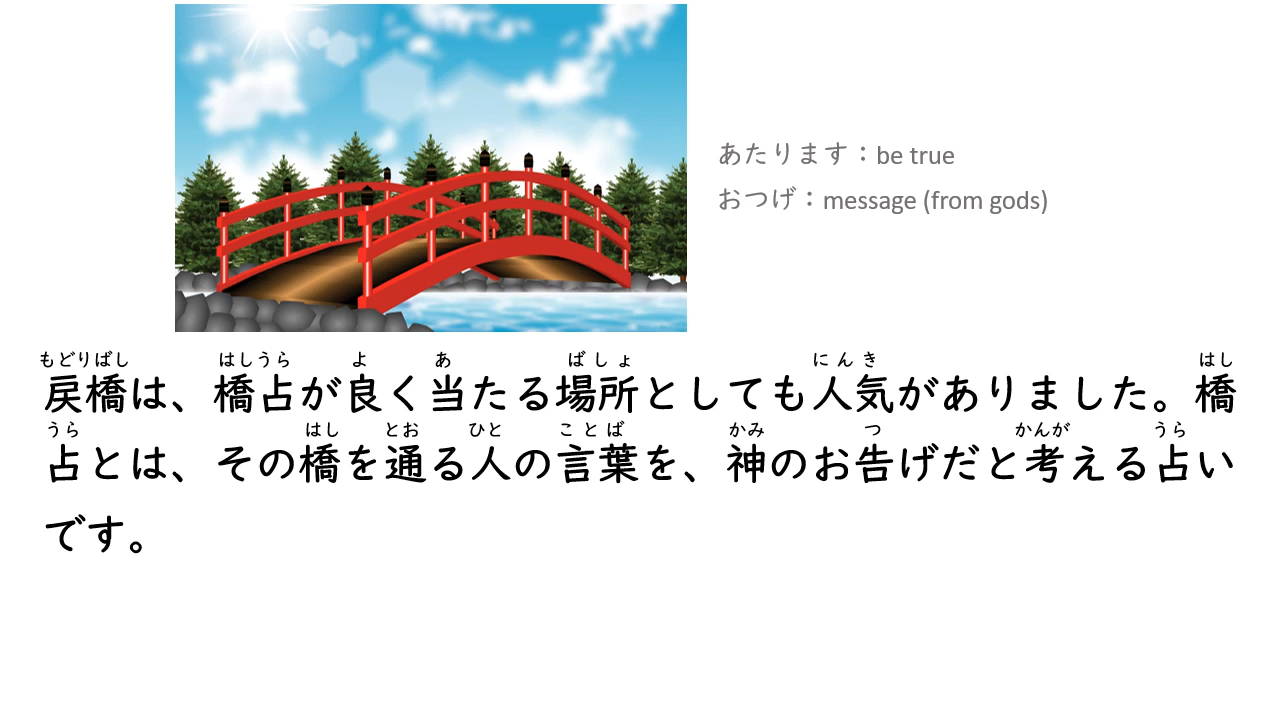 あたります：be true
おつげ：message (from gods)
もどりばし はしうら よ あ ばしょ にんき はし
戻橋は、橋占が良く当たる場所としても人気がありました。橋
うら はし とお ひと ことば かみ つ かんが うら
占とは、その橋を通る人の言葉を、神のお告げだと考える占い
です。